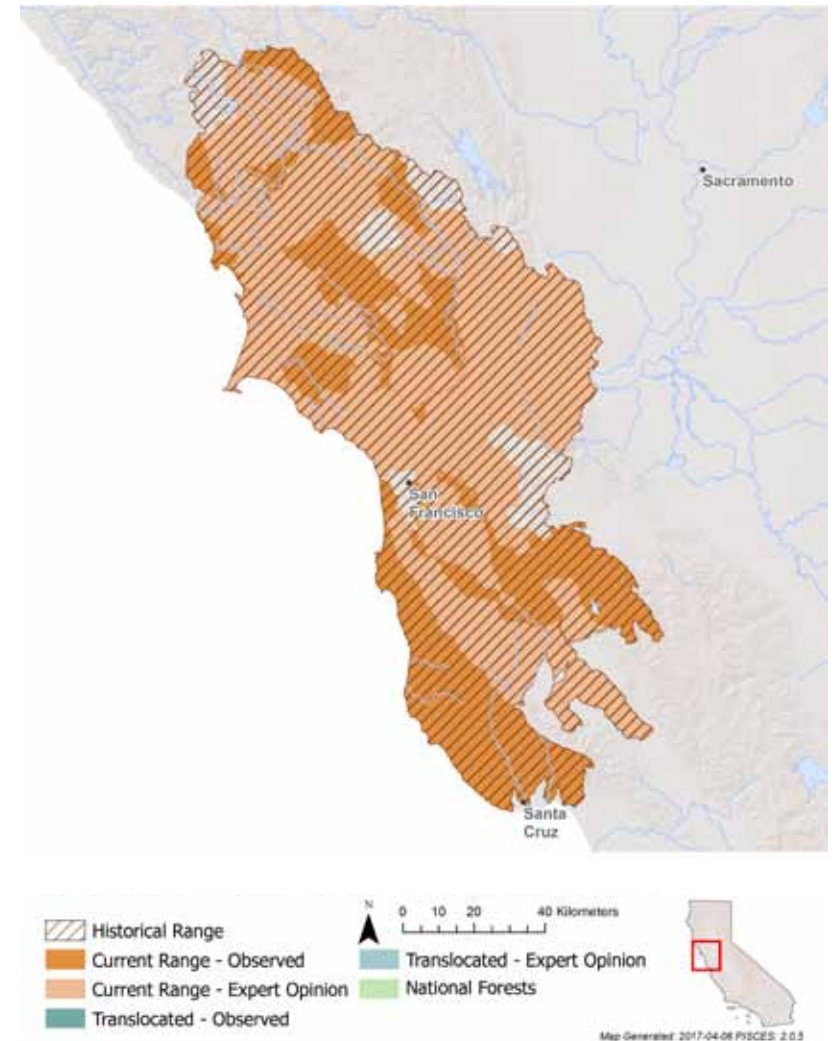 Sacramento
San
Francisco
Santa
Cruz
N
0 10 20 40 Kilometers
Historical Range
Current Range - Observed
Translocated - Expert Opinion
Current Range - Expert Opinion
National Forests
Translocated - Observed
Map Generated: 2017-04-06 PISCES: 2.0.5